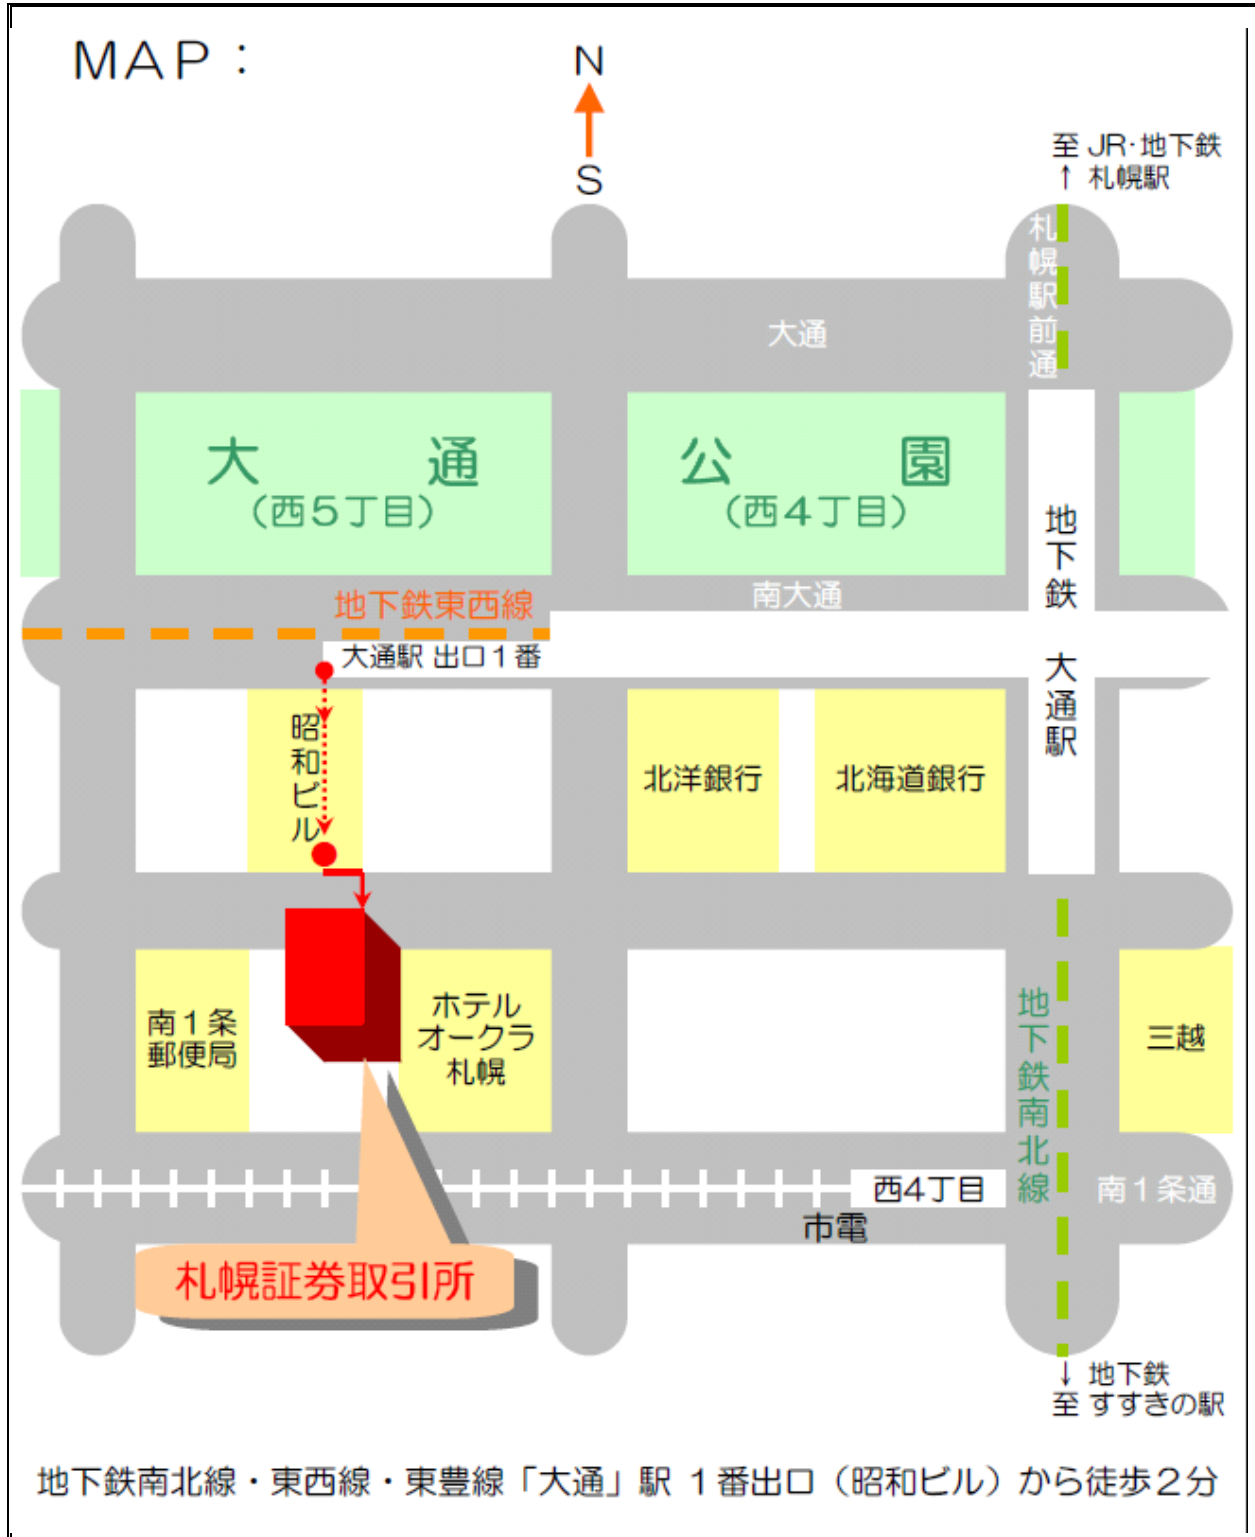 MAP:
N
S
至 JR·地下鉄
↑ 札幌駅
札幌駅前通
大通
大通公園
(西5丁目)
(西4丁目)
地下鉄 大通駅
南大通
地下鉄東西線
大通駅 出口1番
昭和ビル
北洋銀行
北海道銀行
南1条
郵便局
ホテル
オークラ
札幌
地下鉄南北線
三越
西4丁目
南1条通
市電
札幌証券取引所
↓ 地下鉄
至 すすきの駅
地下鉄南北線・東西線・東豊線「大通」駅 1番出口(昭和ビル)から徒歩2分